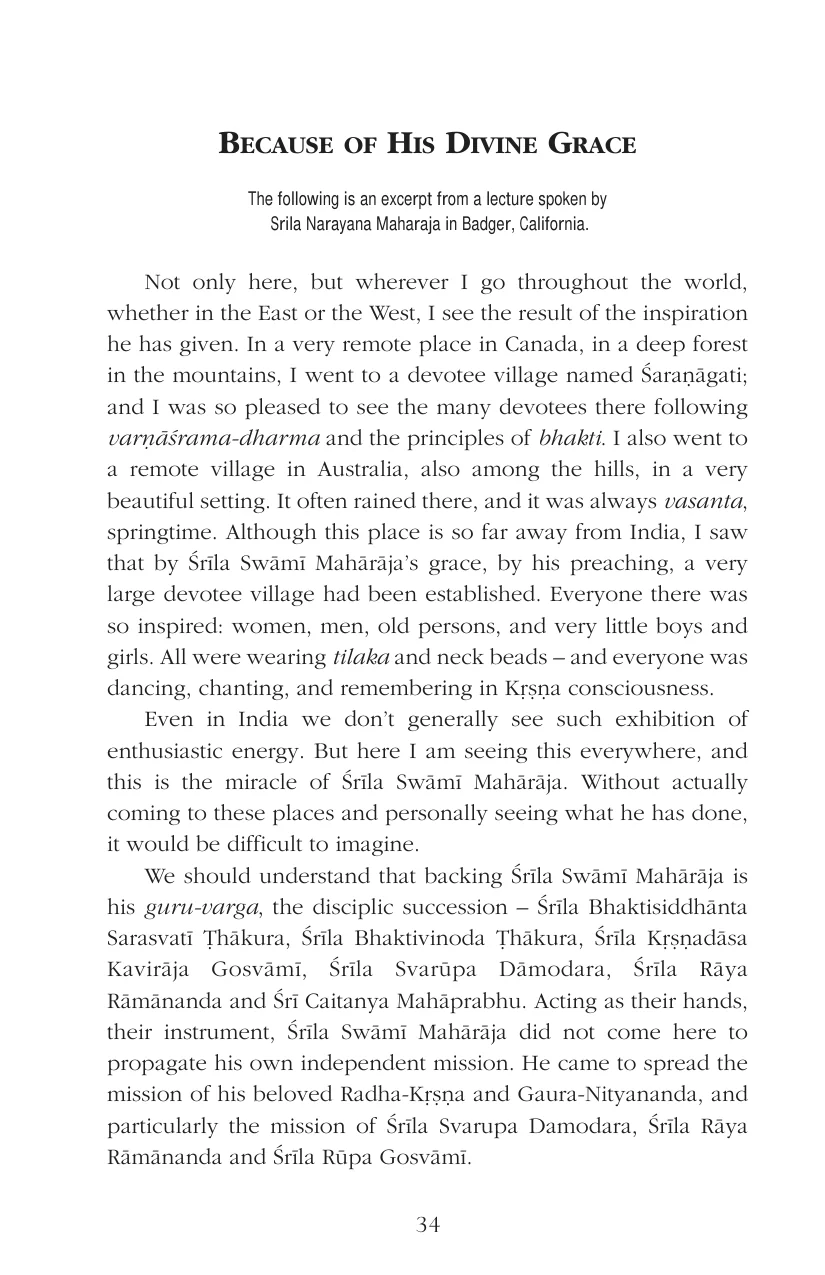 Because of His Divine Grace
The following is an excerpt from a lecture spoken by
Srila Narayana Maharaja in Badger, California.
Not only here, but wherever I go throughout the world,
whether in the East or the West, I see the result of the inspiration
he has given. In a very remote place in Canada, in a deep forest
in the mountains, I went to a devotee village named Śaraṇāgati;
and I was so pleased to see the many devotees there following
varṇāśrama-dharma and the principles of bhakti. I also went to
a remote village in Australia, also among the hills, in a very
beautiful setting. It often rained there, and it was always vasanta,
springtime. Although this place is so far away from India, I saw
that by Śrīla Swāmī Mahārāja’s grace, by his preaching, a very
large devotee village had been established. Everyone there was
so inspired: women, men, old persons, and very little boys and
girls. All were wearing tilaka and neck beads – and everyone was
dancing, chanting, and remembering in Kṛṣṇa consciousness.
Even in India we don’t generally see such exhibition of
enthusiastic energy. But here I am seeing this everywhere, and
this is the miracle of Śrīla Swāmī Mahārāja. Without actually
coming to these places and personally seeing what he has done,
it would be difficult to imagine.
We should understand that backing Śrīla Swāmī Mahārāja is
his guru-varga, the disciplic succession – Śrīla Bhaktisiddhānta
Sarasvatī Ṭhākura, Śrīla Bhaktivinoda Ṭhākura, Śrīla Kṛṣṇadāsa
Kavirāja Gosvāmī, Śrīla Svarūpa Dāmodara, Śrīla Rāya
Rāmānanda and Śrī Caitanya Mahāprabhu. Acting as their hands,
their instrument, Śrīla Swāmī Mahārāja did not come here to
propagate his own independent mission. He came to spread the
mission of his beloved Radha-Kṛṣṇa and Gaura-Nityananda, and
particularly the mission of Śrīla Svarupa Damodara, Śrīla Rāya
Rāmānanda and Śrīla Rūpa Gosvāmī.
34